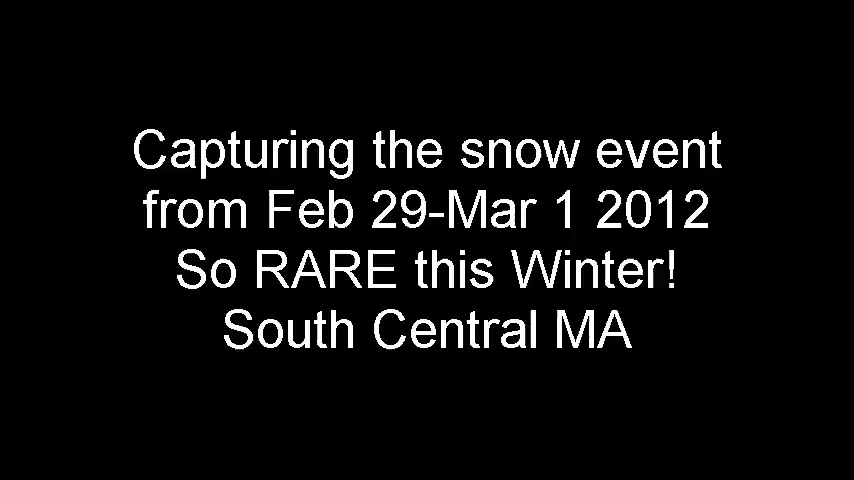 Capturing the snow event
from Feb 29-Mar 1 2012
So RARE this Winter!
South Central MA